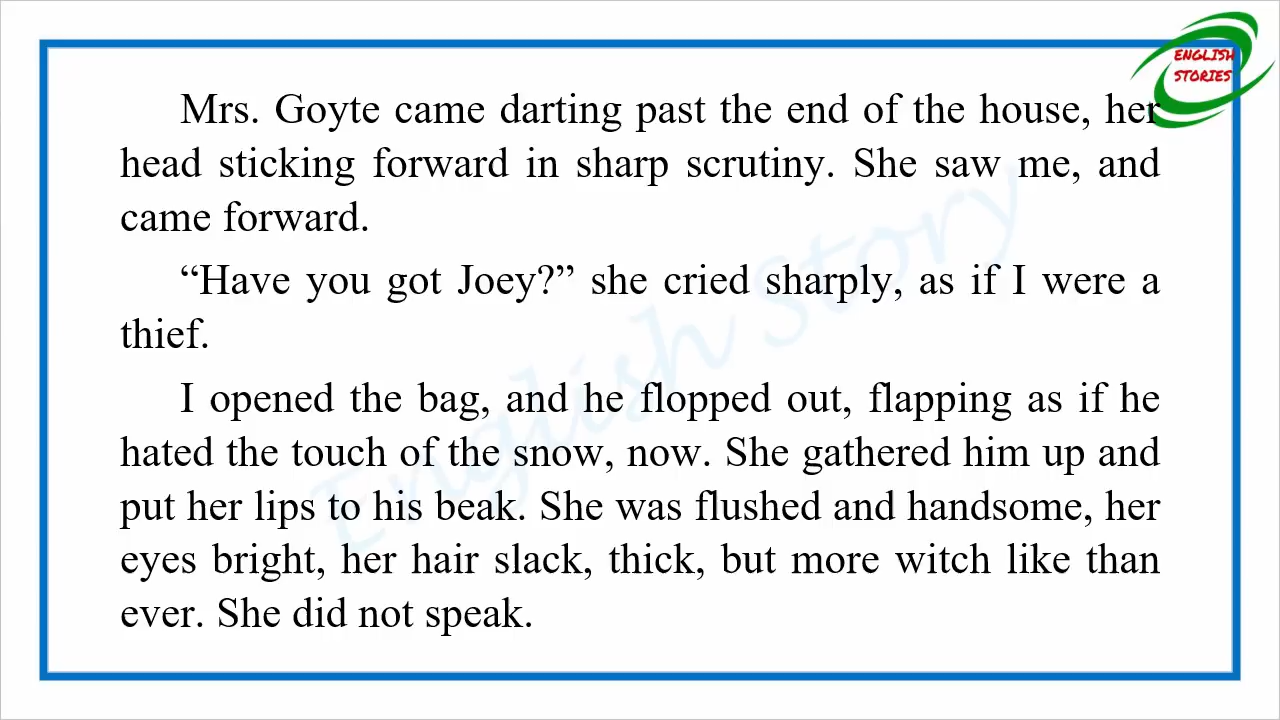 ENGLISH
STORIES
Mrs. Goyte came darting past the end of the house, her
head sticking forward in sharp scrutiny. She saw me, and
came forward.
“Have you got Joey?” she cried sharply, as if I were a
thief.
I opened the bag, and he flopped out, flapping as if he
hated the touch of the snow, now. She gathered him up and
put her lips to his beak. She was flushed and handsome, her
eyes bright, her hair slack, thick, but more witch like than
ever. She did not speak.
English Story